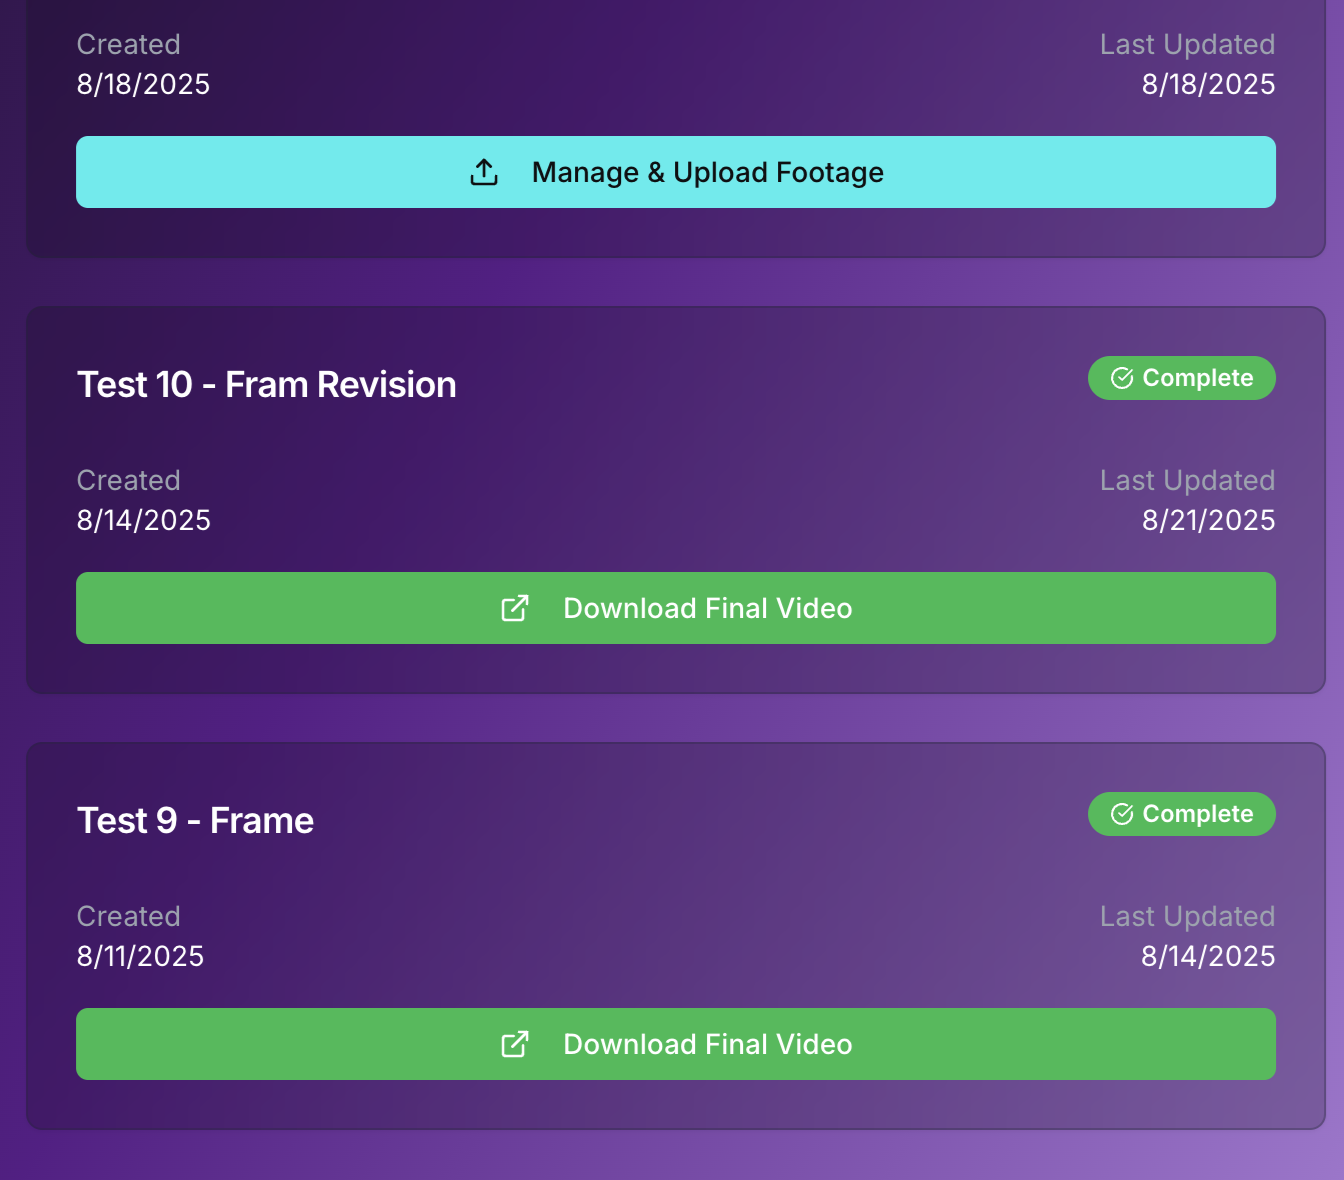 Created
Last Updated
8/18/2025
8/18/2025
Manage & Upload Footage
Test 10 - Fram Revision
Complete
Created
Last Updated
8/14/2025
8/21/2025
Download Final Video
Test 9 - Frame
Complete
Created
Last Updated
8/11/2025
8/14/2025
Download Final Video